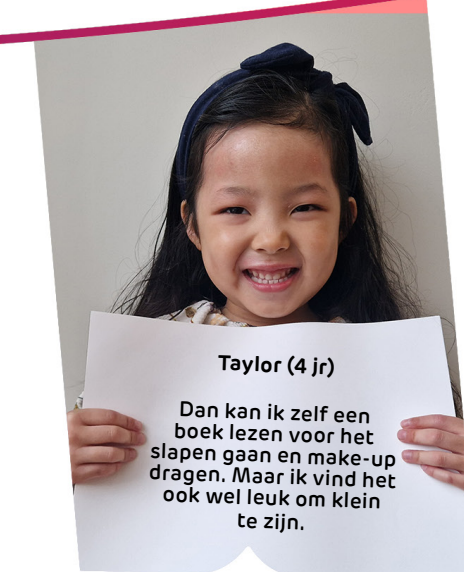 Taylor (4 jr)
Dan kan ik zelf een
boek lezen voor het
slapen gaan en make-up
dragen. Maar ik vind het
ook wel leuk om klein
te zijn.